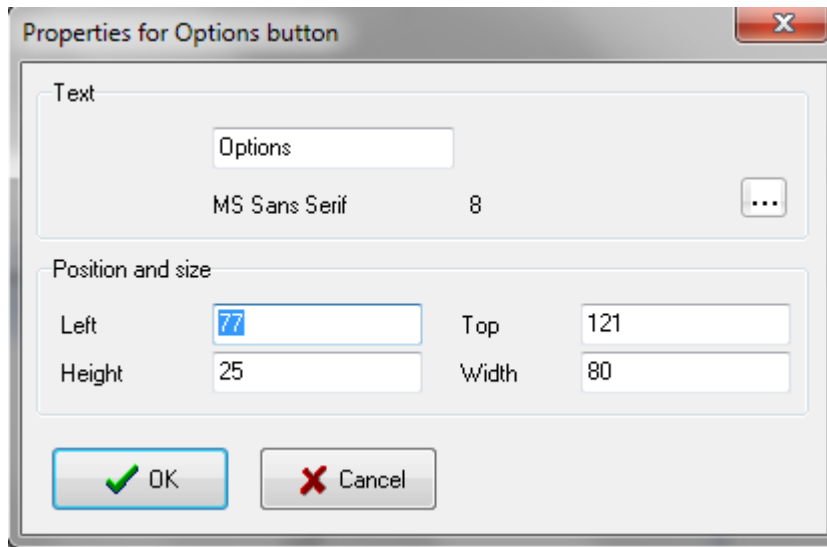 Properties for Options button
Text
Options
MS Sans Serif 8 ...
Position and size
Left 77 Top 121
Height 25 Width 80
OK Cancel